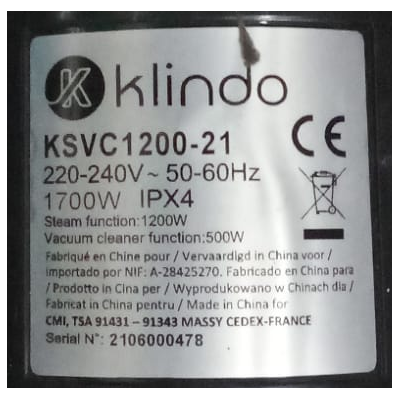 K klindo
KSVC1200-21
220-240V~ 50-60Hz
1700W IPX4
Steam function:1200W
Vacuum cleaner function:500W
Fabriqué en Chine pour / Vervaardigd in China voor /
importado por NIF: A-28425270. Fabricado en China para
/ Prodotto in Cina per / Wyprodukowano w Chinach dla /
Fabricat in China pentru / Made in China for
CMI, TSA 91431 – 91343 MASSY CEDEX-FRANCE
Serial N°: 2106000478
CE